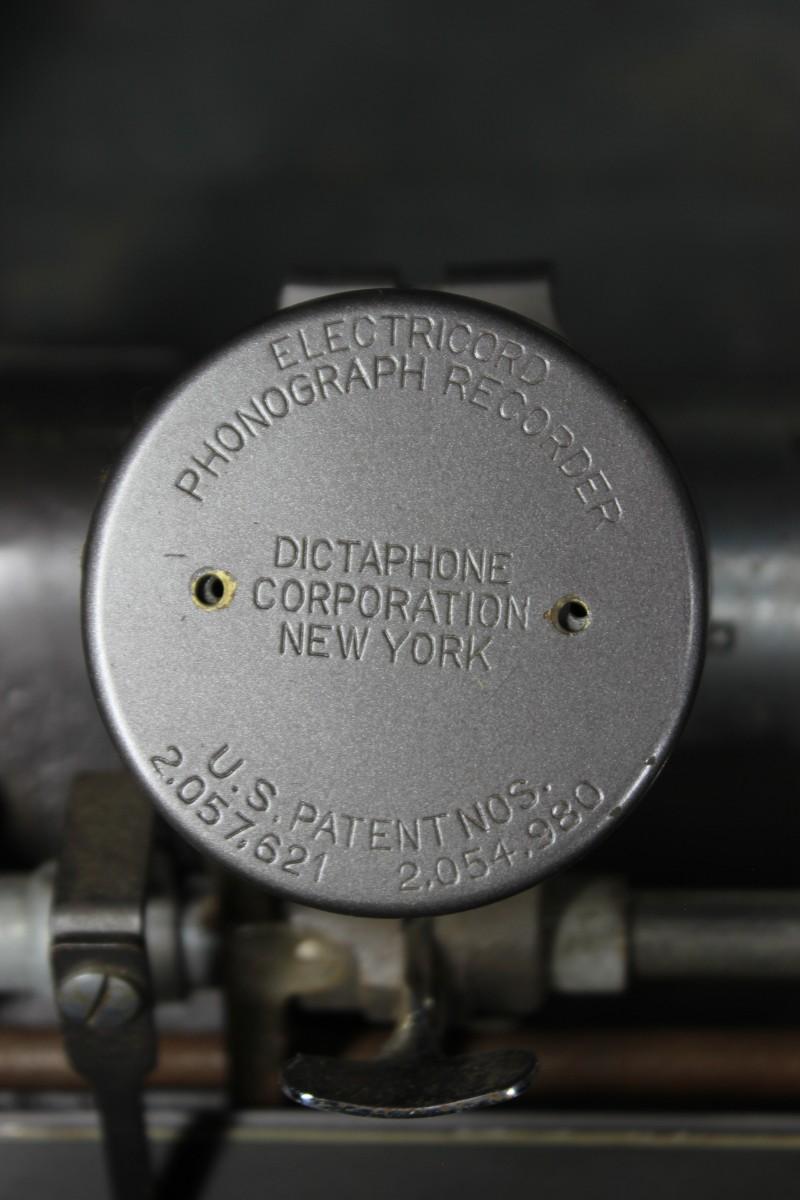 ELECTRICORD
PHONOGRAPH RECORDER
DICTAPHONE
CORPORATION
NEW YORK
U.S. PATENT NOS.
2,057,621 2,054,980